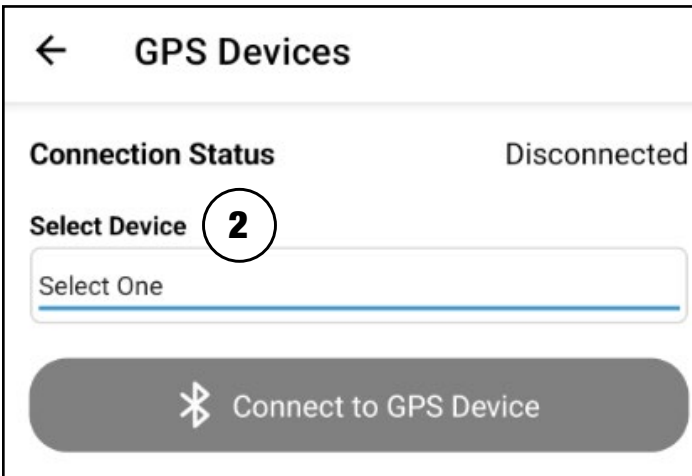 GPS Devices
Connection Status Disconnected
Select Device 2
Select One
Connect to GPS Device